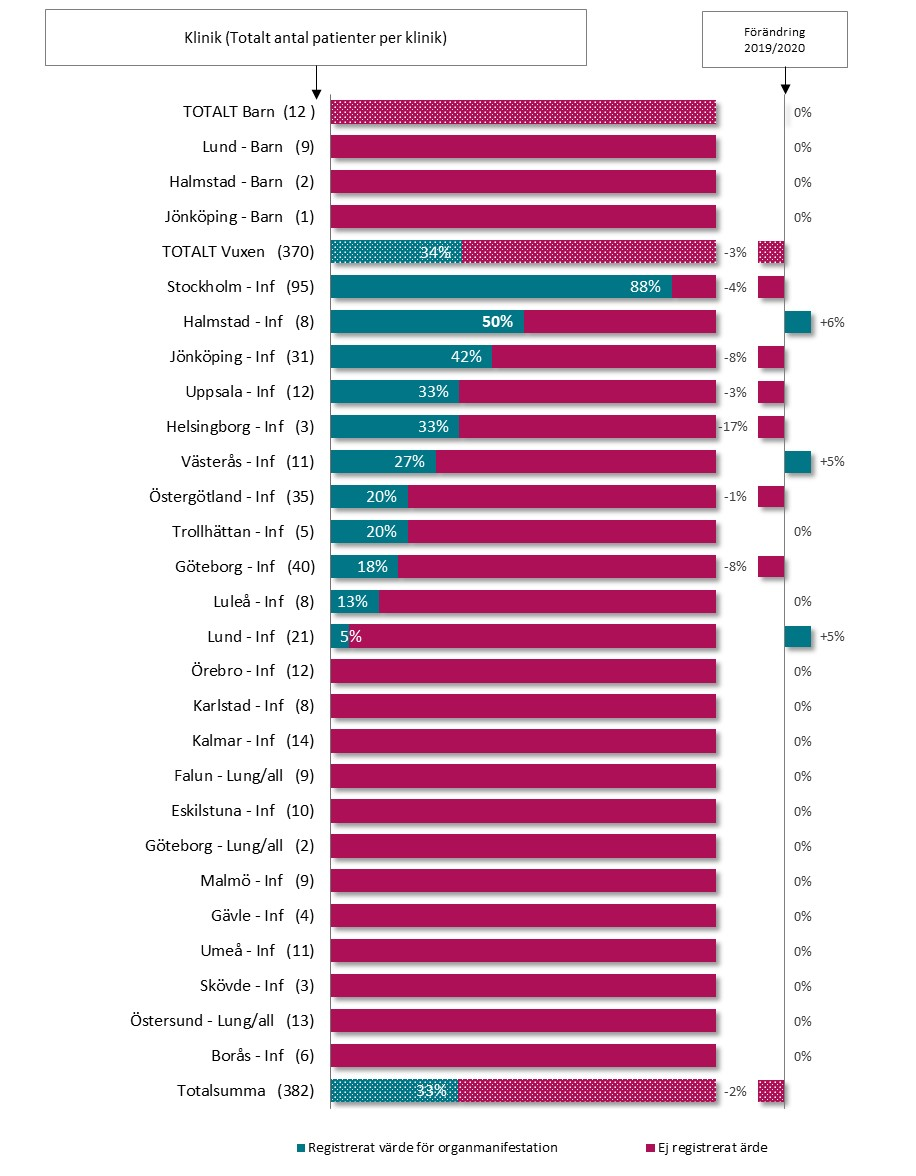 Klinik (Totalt antal patienter per klinik)
Förändring
2019/2020
TOTALT Barn (12 ) 0%
Lund - Barn (9) 0%
Halmstad - Barn (2) 0%
Jönköping - Barn (1) 0%
TOTALT Vuxen (370) 34% -3%
Stockholm - Inf (95) 88% -4%
Halmstad - Inf (8) 50% +6%
Jönköping - Inf (31) 42% -8%
Uppsala - Inf (12) 33% -3%
Helsingborg - Inf (3) 33% -17%
Västerås - Inf (11) 27% +5%
Östergötland - Inf (35) 20% -1%
Trollhättan - Inf (5) 20% 0%
Göteborg - Inf (40) 18% -8%
Luleå - Inf (8) 13% 0%
Lund - Inf (21) 5% +5%
Örebro - Inf (12) 0%
Karlstad - Inf (8) 0%
Kalmar - Inf (14) 0%
Falun - Lung/all (9) 0%
Eskilstuna - Inf (10) 0%
Göteborg - Lung/all (2) 0%
Malmö - Inf (9) 0%
Gävle - Inf (4) 0%
Umeå - Inf (11) 0%
Skövde - Inf (3) 0%
Östersund - Lung/all (13) 0%
Borås - Inf (6) 0%
Totalsumma (382) 33% -2%
Registrerat värde för organmanifestation Ej registrerat ärde